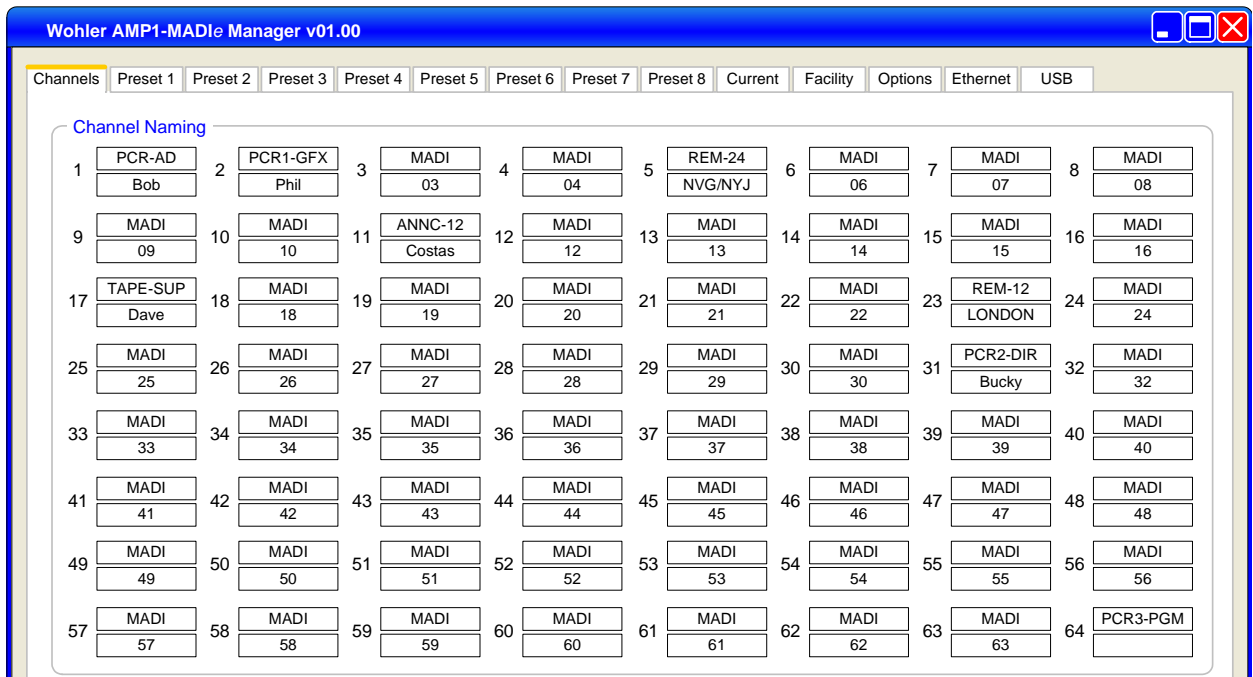 Wohler AMP1-MADIe Manager v01.00
Channels Preset 1 Preset 2 Preset 3 Preset 4 Preset 5 Preset 6 Preset 7 Preset 8 Current Facility Options Ethernet USB
Channel Naming
1 PCR-AD 2 PCR1-GFX 3 MADI 4 MADI 5 REM-24 6 MADI 7 MADI 8 MADI
Bob Phil 03 04 NVG/NYJ 06 07 08
9 MADI 10 MADI 11 ANNC-12 12 MADI 13 MADI 14 MADI 15 MADI 16 MADI
09 10 Costas 12 13 14 15 16
17 TAPE-SUP 18 MADI 19 MADI 20 MADI 21 MADI 22 MADI 23 REM-12 24 MADI
Dave 18 19 20 21 22 LONDON 24
25 MADI 26 MADI 27 MADI 28 MADI 29 MADI 30 MADI 31 PCR2-DIR 32 MADI
25 26 27 28 29 30 Bucky 32
33 MADI 34 MADI 35 MADI 36 MADI 37 MADI 38 MADI 39 MADI 40 MADI
33 34 35 36 37 38 39 40
41 MADI 42 MADI 43 MADI 44 MADI 45 MADI 46 MADI 47 MADI 48 MADI
41 42 43 44 45 46 47 48
49 MADI 50 MADI 51 MADI 52 MADI 53 MADI 54 MADI 55 MADI 56 MADI
49 50 51 52 53 54 55 56
57 MADI 58 MADI 59 MADI 60 MADI 61 MADI 62 MADI 63 MADI 64 PCR3-PGM
57 58 59 60 61 62 63